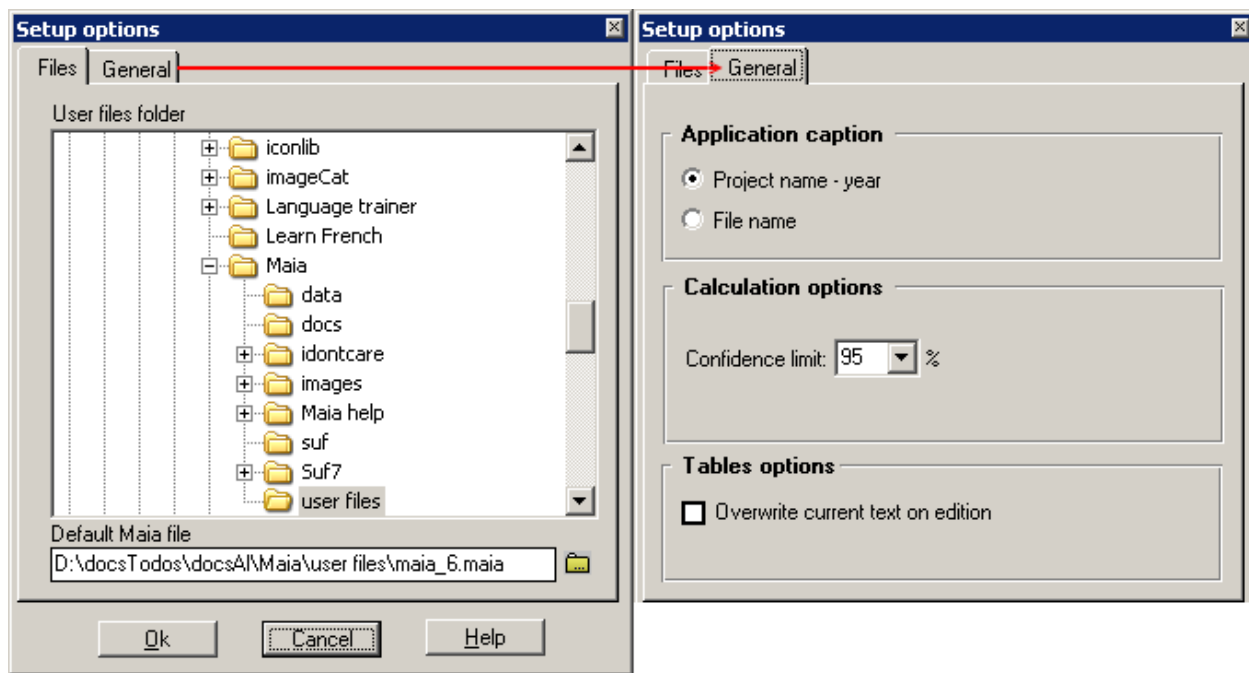 Setup options
Files General
User files folder
iconlib
imageCat
Language trainer
Learn French
Maia
data
docs
idontcare
images
Maia help
suf
Suf7
user files
Default Maia file
D:\docsTodos\docsAI\Maia\user files\maia_6.maia
Ok Cancel Help
Setup options
Files General
Application caption
Project name - year
File name
Calculation options
Confidence limit: 95 %
Tables options
Overwrite current text on edition